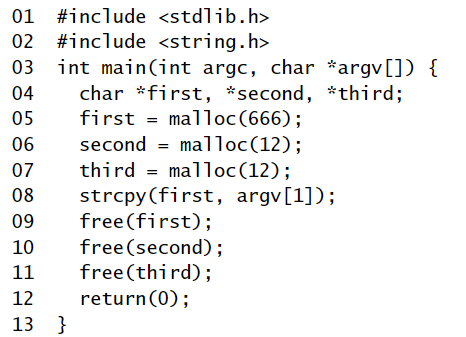 01 #include <stdlib.h>
02 #include <string.h>
03 int main(int argc, char *argv[]) {
04   char *first, *second, *third;
05   first = malloc(666);
06   second = malloc(12);
07   third = malloc(12);
08   strcpy(first, argv[1]);
09   free(first);
10   free(second);
11   free(third);
12   return(0);
13 }